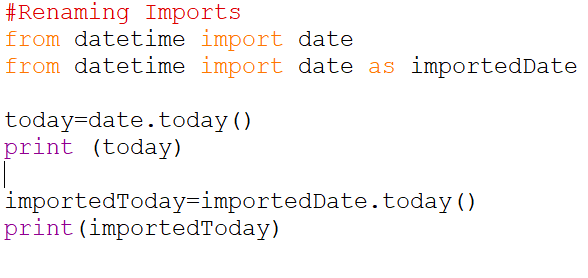 #Renaming Imports
from datetime import date
from datetime import date as importedDate
today=date.today()
print (today)
importedToday=importedDate.today()
print(importedToday)